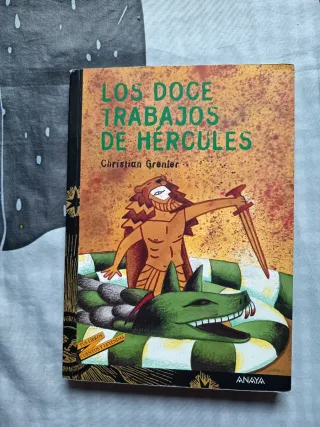 LOS DOCE
TRABAJOS
DE HÉRCULES
Christian Grenier
ANAYA